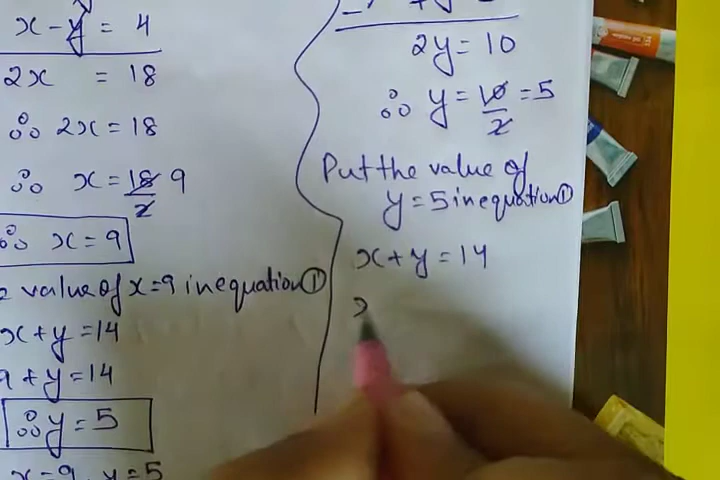 x - y = 4
2x = 18
∴ 2x = 18
∴ x = 18/2 9
∴ x = 9
value of x=9 in equation ①
x + y = 14
9 + y = 14
∴ y = 5
x = 9, y = 5
2y = 10
∴ y = 10/2 = 5
Put the value of
y = 5 in equation ①
x + y = 14
x